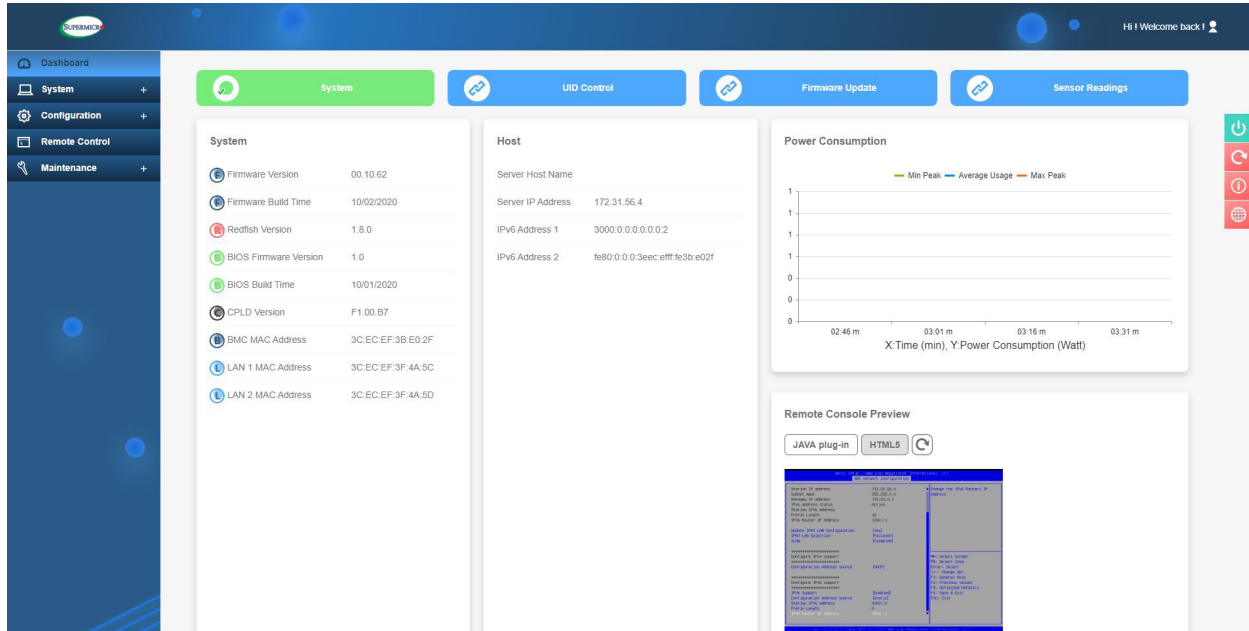 SUPERMICR
Hi ! Welcome back !
Dashboard
System +
Configuration +
Remote Control
Maintenance +
System
UID Control
Firmware Update
Sensor Readings
System
Firmware Version 00.10.62
Firmware Build Time 10/02/2020
Redfish Version 1.8.0
BIOS Firmware Version 1.0
BIOS Build Time 10/01/2020
CPLD Version F1.00.B7
BMC MAC Address 3C:EC:EF:3B:E0:2F
LAN 1 MAC Address 3C:EC:EF:3F:4A:5C
LAN 2 MAC Address 3C:EC:EF:3F:4A:5D
Host
Server Host Name
Server IP Address 172.31.56.4
IPv6 Address 1 3000:0:0:0:0:0:0:2
IPv6 Address 2 fe80:0:0:0:3eec:efff:fe3b:e02f
Power Consumption
Min Peak Average Usage Max Peak
1
1
1
1
0
0
0
02:46 m 03:01 m 03:16 m 03:31 m
X:Time (min), Y:Power Consumption (Watt)
Remote Console Preview
JAVA plug-in HTML5